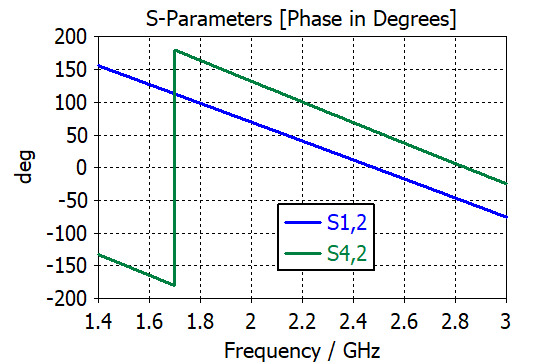 S-Parameters [Phase in Degrees]
200
150
100
50
0
-50
-100
-150
-200
deg
S1,2
S4,2
1.4 1.6 1.8 2 2.2 2.4 2.6 2.8 3
Frequency / GHz